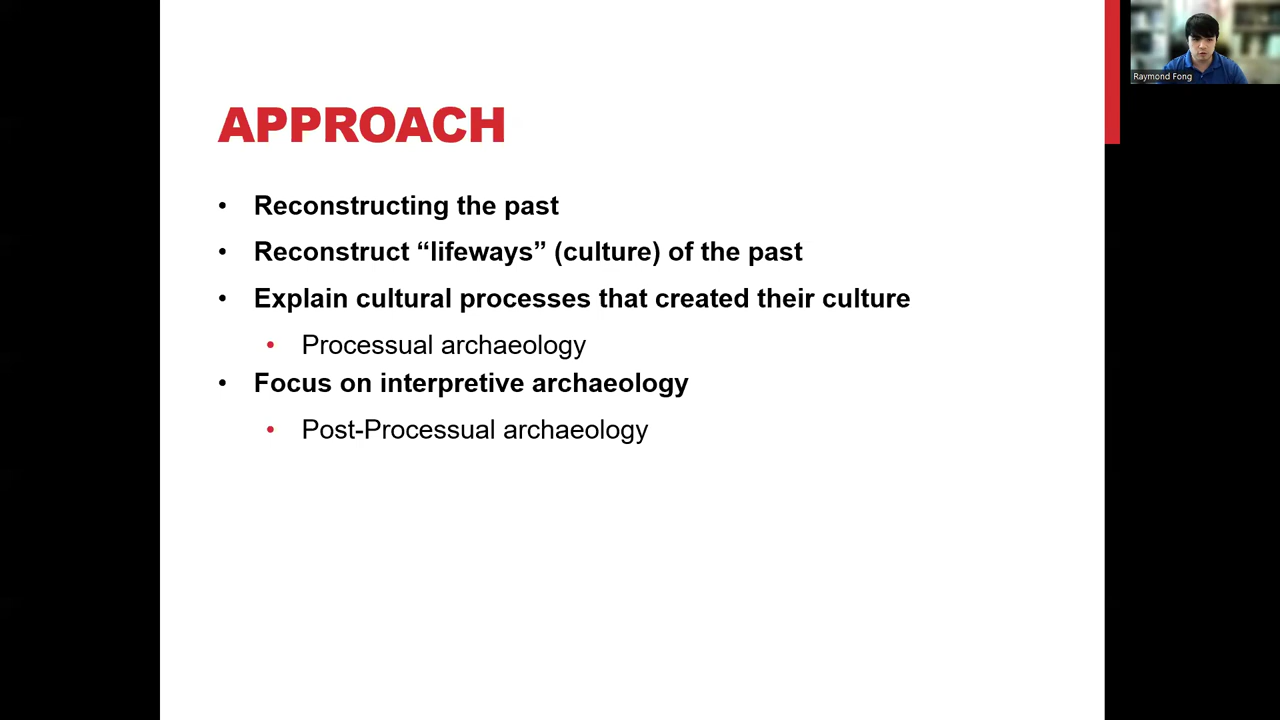 APPROACH
• Reconstructing the past
• Reconstruct “lifeways” (culture) of the past
• Explain cultural processes that created their culture
• Processual archaeology
• Focus on interpretive archaeology
• Post-Processual archaeology
Raymond Fong